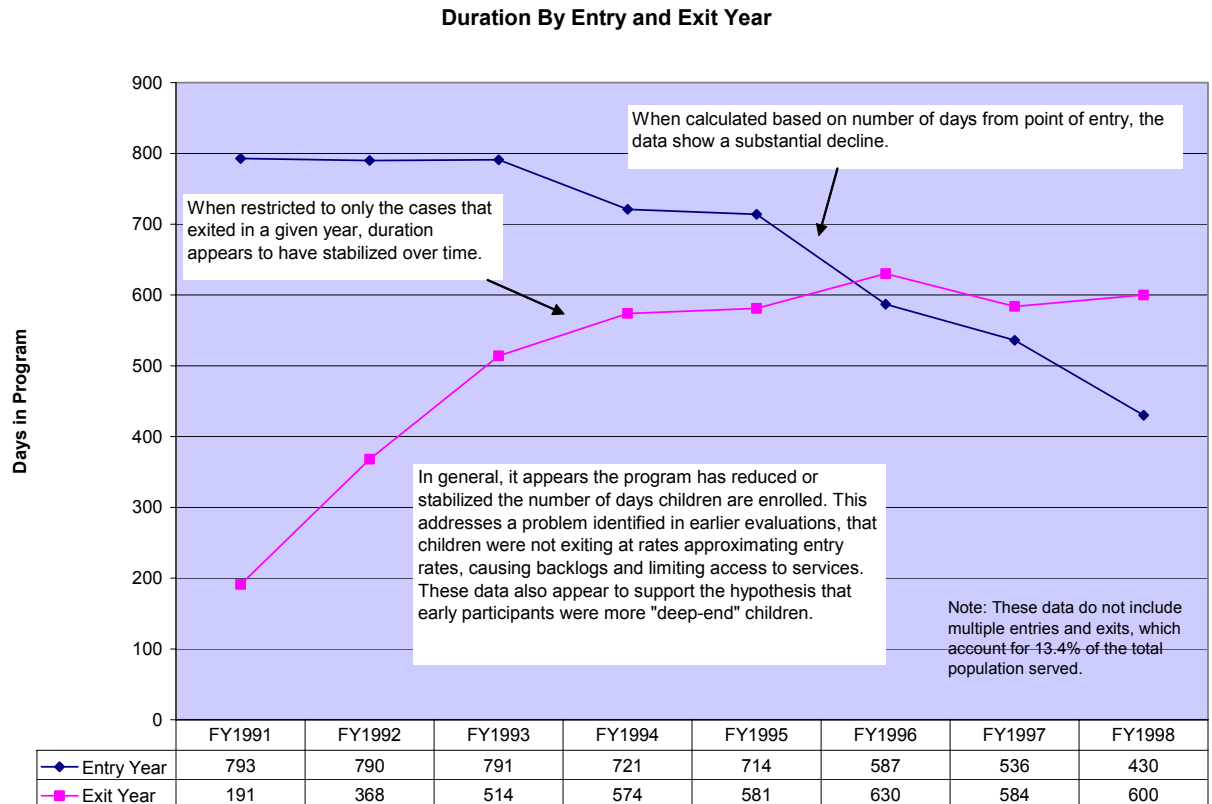 Duration By Entry and Exit Year
900
800
700
600
500
400
300
200
100
0
Days in Program
When calculated based on number of days from point of entry, the
data show a substantial decline.
When restricted to only the cases that
exited in a given year, duration
appears to have stabilized over time.
In general, it appears the program has reduced or
stabilized the number of days children are enrolled. This
addresses a problem identified in earlier evaluations, that
children were not exiting at rates approximating entry
rates, causing backlogs and limiting access to services.
These data also appear to support the hypothesis that
early participants were more "deep-end" children.
Note: These data do not include
multiple entries and exits, which
account for 13.4% of the total
population served.
FY1991 FY1992 FY1993 FY1994 FY1995 FY1996 FY1997 FY1998
Entry Year 793 790 791 721 714 587 536 430
Exit Year 191 368 514 574 581 630 584 600